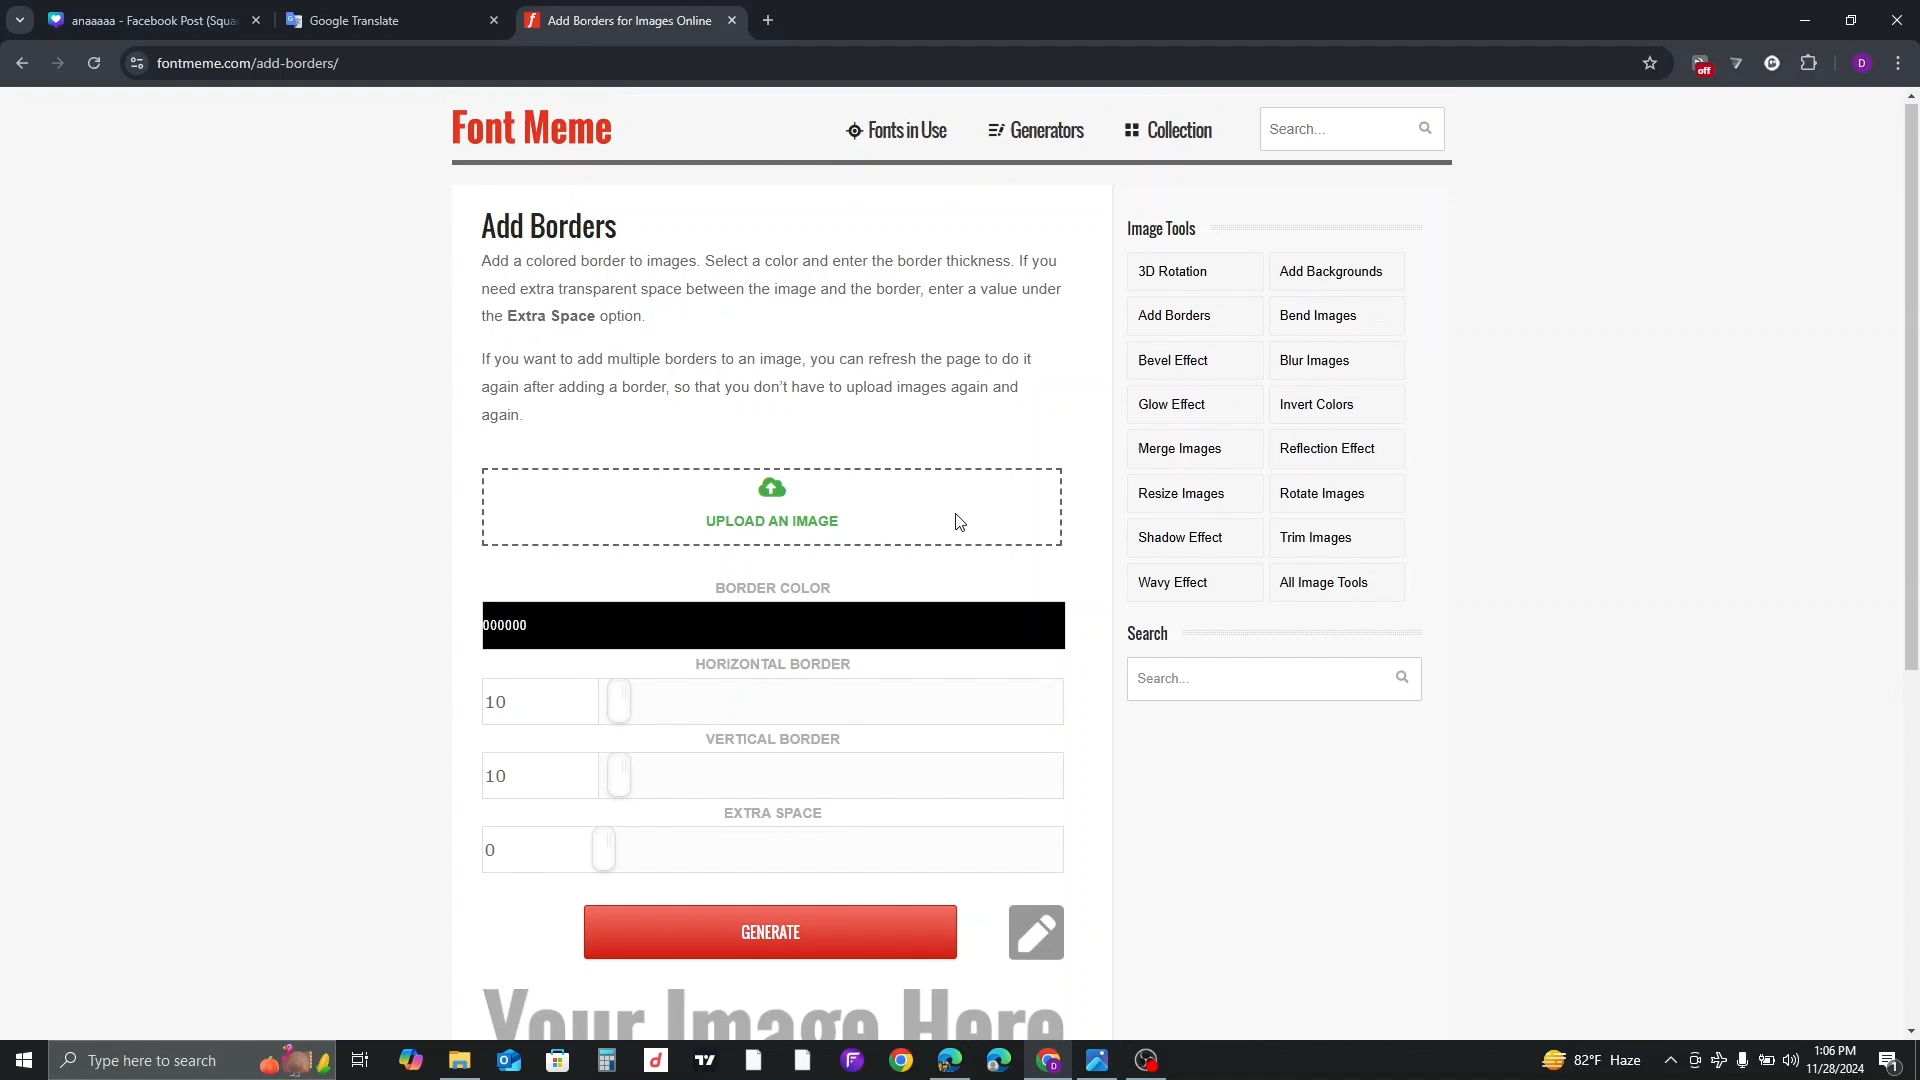 anaaaaa - Facebook Post (Squa
Google Translate
Add Borders for Images Online
fontmeme.com/add-borders/
off
D
Font Meme
Fonts in Use
Generators
Collection
Search...
Add Borders
Add a colored border to images. Select a color and enter the border thickness. If you
need extra transparent space between the image and the border, enter a value under
the Extra Space option.
If you want to add multiple borders to an image, you can refresh the page to do it
again after adding a border, so that you don't have to upload images again and
again.
UPLOAD AN IMAGE
BORDER COLOR
000000
HORIZONTAL BORDER
10
VERTICAL BORDER
10
EXTRA SPACE
0
GENERATE
Your Image Here
Image Tools
3D Rotation
Add Backgrounds
Add Borders
Bend Images
Bevel Effect
Blur Images
Glow Effect
Invert Colors
Merge Images
Reflection Effect
Resize Images
Rotate Images
Shadow Effect
Trim Images
Wavy Effect
All Image Tools
Search
Search...
Type here to search
82°F Haze
1:06 PM
11/28/2024
1